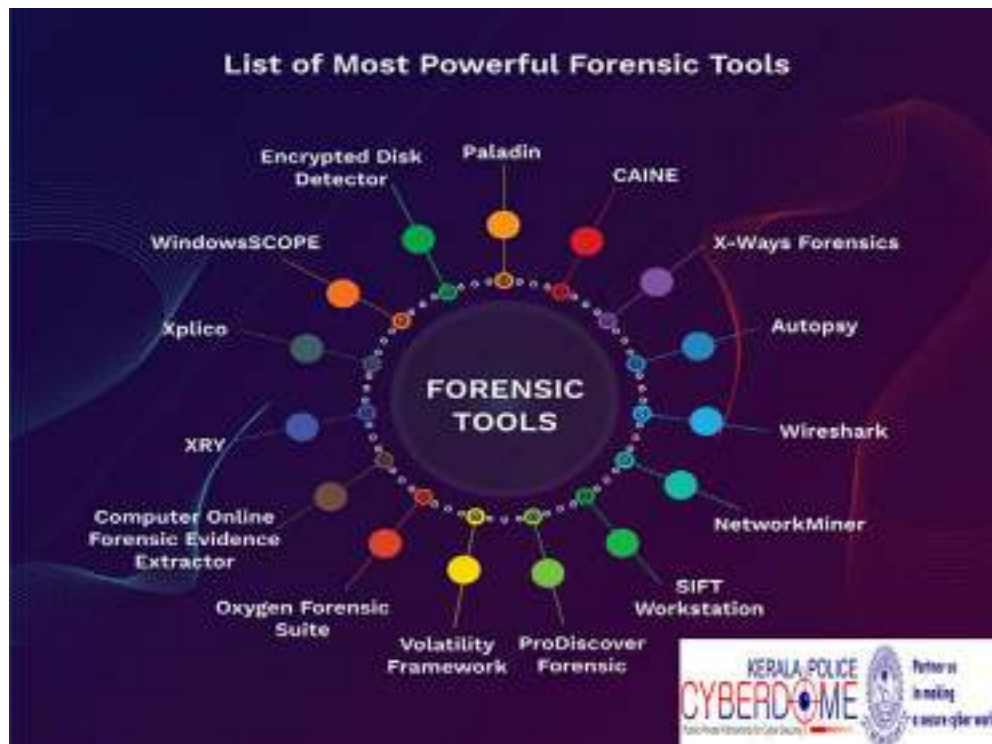 List of Most Powerful Forensic Tools
Paladin
Encrypted Disk
Detector
CAINE
WindowsSCOPE
X-Ways Forensics
Xplico
Autopsy
FORENSIC
TOOLS
XRY
Wireshark
Computer Online
Forensic Evidence
Extractor
NetworkMiner
Oxygen Forensic
Suite
SIFT
Workstation
Volatility
Framework
ProDiscover
Forensic
KERALA POLICE
CYBERDOME
Partner us
in making
a secure cyber